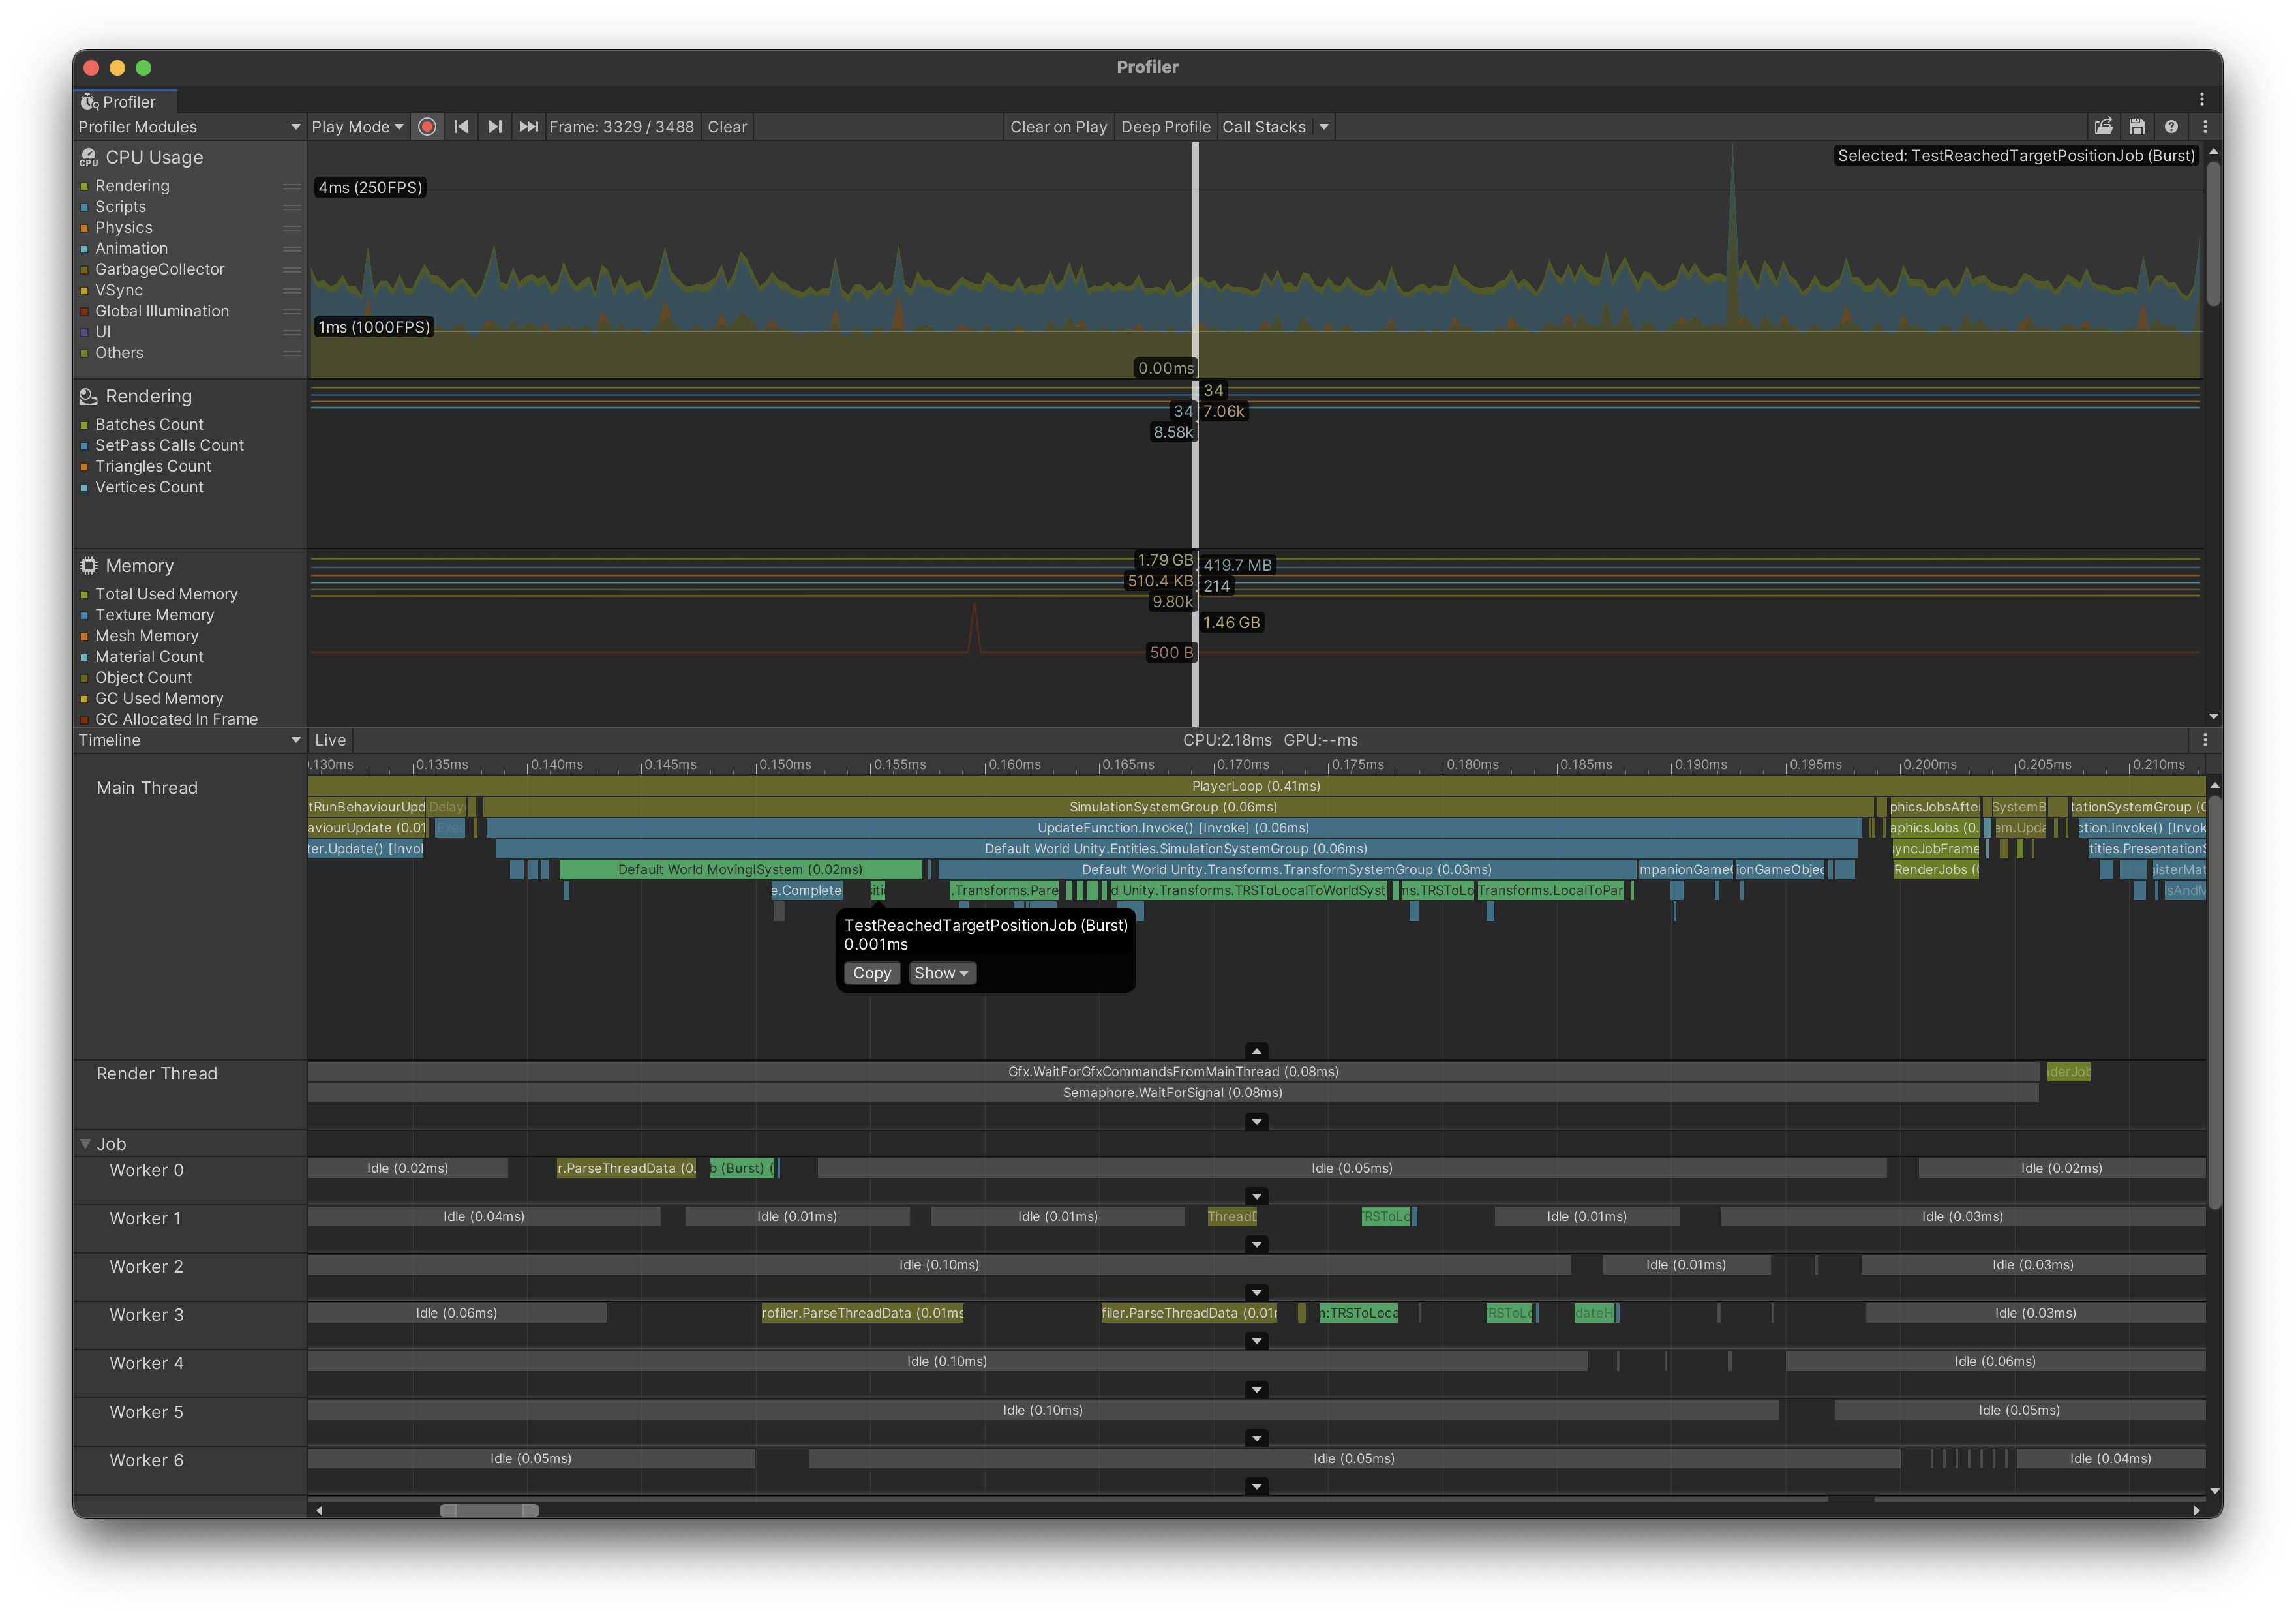 Profiler
Profiler
Profiler Modules
Play Mode
Frame: 3329 / 3488
Clear
Clear on Play
Deep Profile
Call Stacks
CPU Usage
Rendering
Scripts
Physics
Animation
GarbageCollector
VSync
Global Illumination
UI
Others
Selected: TestReachedTargetPositionJob (Burst)
4ms (250FPS)
1ms (1000FPS)
0.00ms
Rendering
Batches Count
SetPass Calls Count
Triangles Count
Vertices Count
34
34
7.06k
8.58k
Memory
Total Used Memory
Texture Memory
Mesh Memory
Material Count
Object Count
GC Used Memory
GC Allocated In Frame
1.79 GB
419.7 MB
510.4 KB
214
9.80k
1.46 GB
500 B
Timeline
Live
CPU:2.18ms GPU:--ms
.130ms
0.135ms
0.140ms
0.145ms
0.150ms
0.155ms
0.160ms
0.165ms
0.170ms
0.175ms
0.180ms
0.185ms
0.190ms
0.195ms
0.200ms
0.205ms
0.210ms
Main Thread
PlayerLoop (0.41ms)
tRunBehaviourUpd
Delay
SimulationSystemGroup (0.06ms)
phicsJobsAfte
SystemB
tationSystemGroup (0
aviourUpdate (0.01
Exec
UpdateFunction.Invoke() [Invoke] (0.06ms)
aphicsJobs (0.
em.Upda
ction.Invoke() [Invok
ter.Update() [Invol
Default World Unity.Entities.SimulationSystemGroup (0.06ms)
syncJobFrame
tities.PresentationS
Default World MovingISystem (0.02ms)
Default World Unity.Transforms.TransformSystemGroup (0.03ms)
mpanionGame
ionGameObjec
RenderJobs (
isterMat
e.Complete
siti
.Transforms.Pare
d Unity.Transforms.TRSToLocalToWorldSyst
ms.TRSToLo
Transforms.LocalToPar
sAndM
TestReachedTargetPositionJob (Burst)
0.001ms
Copy
Show
Render Thread
Gfx.WaitForGfxCommandsFromMainThread (0.08ms)
derJob
Semaphore.WaitForSignal (0.08ms)
Job
Worker 0
Idle (0.02ms)
r.ParseThreadData (0.
b (Burst) (
Idle (0.05ms)
Idle (0.02ms)
Worker 1
Idle (0.04ms)
Idle (0.01ms)
Idle (0.01ms)
ThreadD
TRSToLo
Idle (0.01ms)
Idle (0.03ms)
Worker 2
Idle (0.10ms)
Idle (0.01ms)
Idle (0.03ms)
Worker 3
Idle (0.06ms)
rofiler.ParseThreadData (0.01ms
filer.ParseThreadData (0.01m
m:TRSToLoca
RSToLo
dateH
Idle (0.03ms)
Worker 4
Idle (0.10ms)
Idle (0.06ms)
Worker 5
Idle (0.10ms)
Idle (0.05ms)
Worker 6
Idle (0.05ms)
Idle (0.05ms)
Idle (0.04ms)